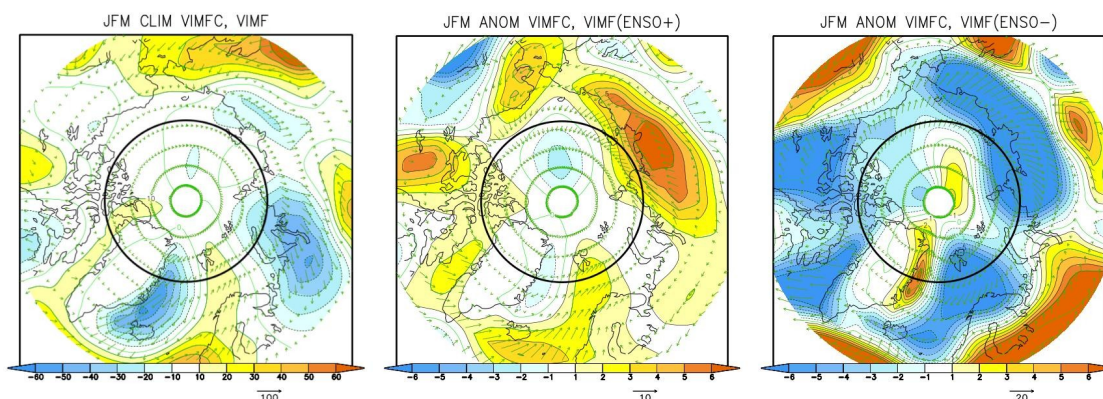 JFM CLIM VIMFC, VIMF
JFM ANOM VIMFC, VIMF(ENSO+)
JFM ANOM VIMFC, VIMF(ENSO−)
−60 −50 −40 −30 −20 −10 10 20 30 40 50 60
100
−6 −5 −4 −3 −2 −1 1 2 3 4 5 6
10
−6 −5 −4 −3 −2 −1 1 2 3 4 5 6
20